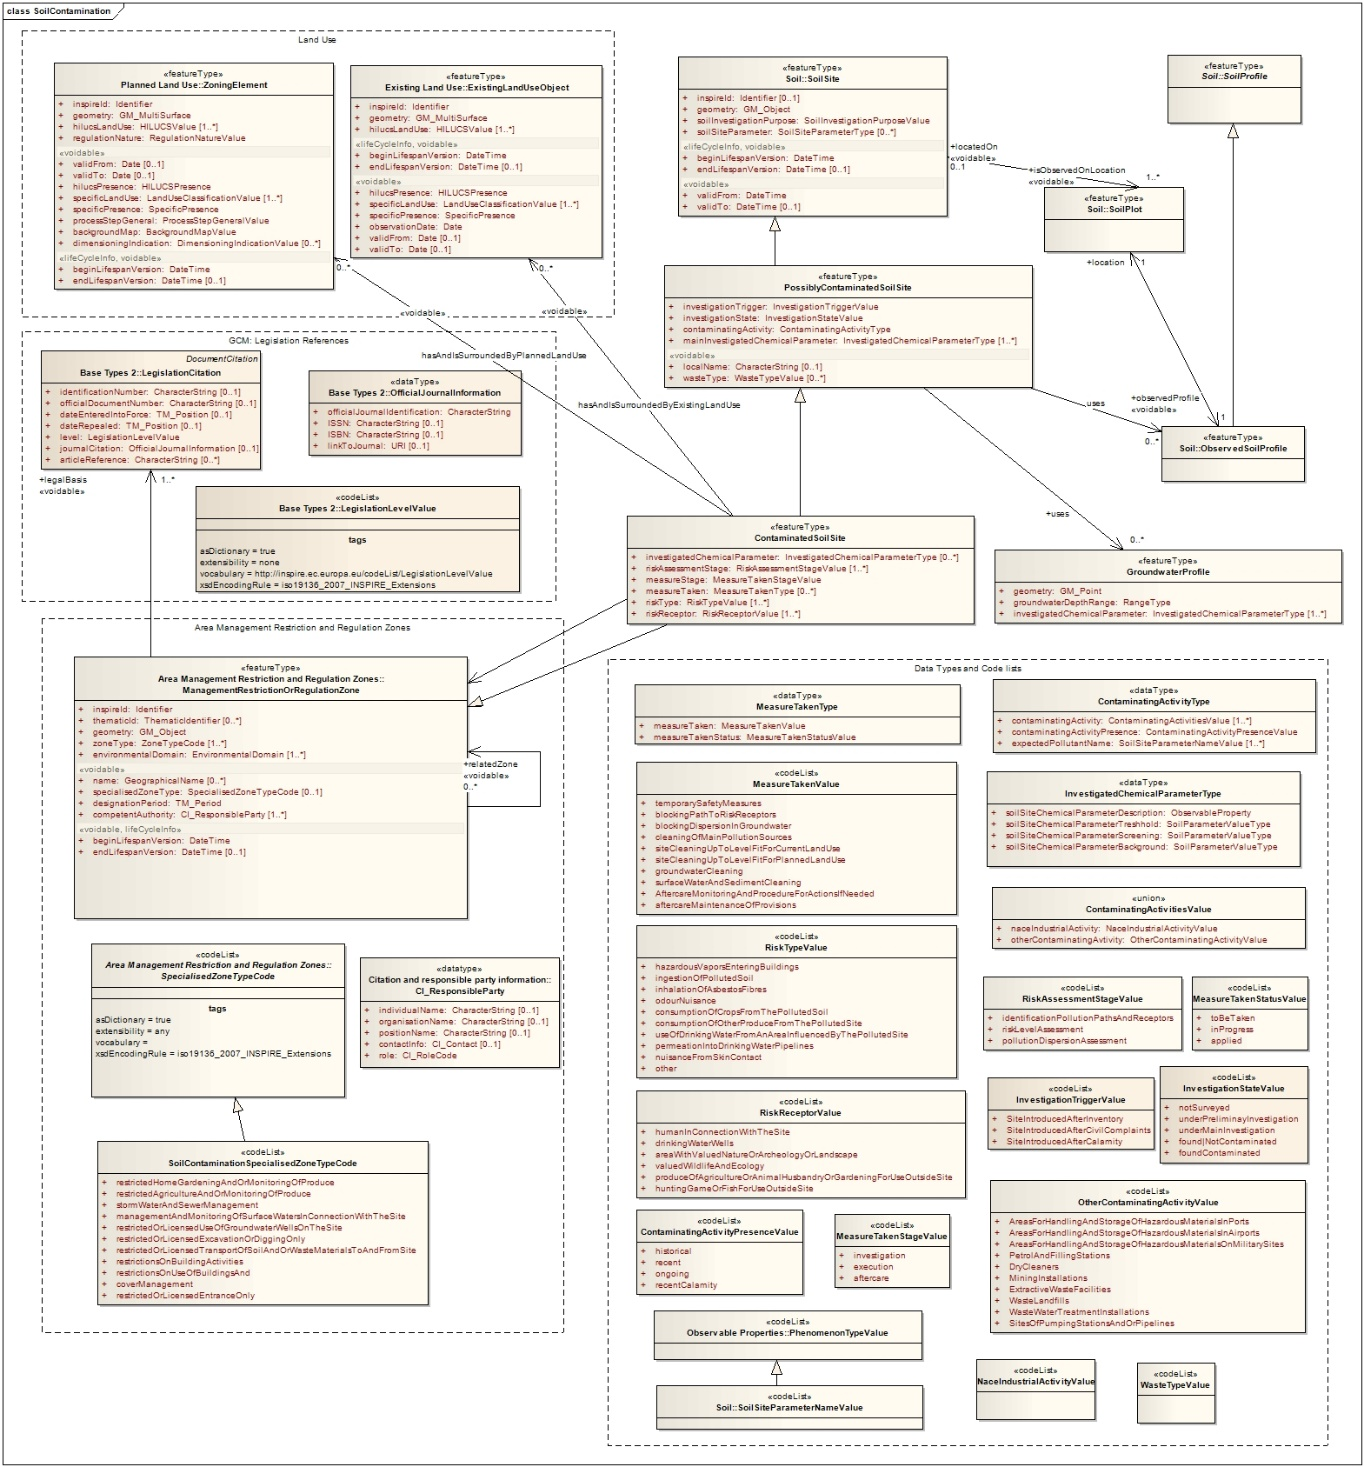 class SoilContamination
Land Use
«featureType»
Planned Land Use::ZoningElement
+ inspireId: Identifier
+ geometry: GM_MultiSurface
+ hilucsLandUse: HILUCSValue [1..*]
+ regulationNature: RegulationNatureValue
«voidable»
+ validFrom: Date [0..1]
+ validTo: Date [0..1]
+ hilucsPresence: HILUCSPresence
+ specificLandUse: LandUseClassificationValue [1..*]
+ specificPresence: SpecificPresence
+ processStepGeneral: ProcessStepGeneralValue
+ backgroundMap: BackgroundMapValue
+ dimensioningIndication: DimensioningIndicationValue [0..*]
«lifeCycleInfo, voidable»
+ beginLifespanVersion: DateTime
+ endLifespanVersion: DateTime [0..1]
«featureType»
Existing Land Use::ExistingLandUseObject
+ inspireId: Identifier
+ geometry: GM_MultiSurface
+ hilucsLandUse: HILUCSValue [1..*]
«lifeCycleInfo, voidable»
+ beginLifespanVersion: DateTime
+ endLifespanVersion: DateTime [0..1]
«voidable»
+ hilucsPresence: HILUCSPresence
+ specificLandUse: LandUseClassificationValue [1..*]
+ specificPresence: SpecificPresence
+ observationDate: Date
+ validFrom: Date [0..1]
+ validTo: Date [0..1]
«featureType»
Soil::SoilSite
+ inspireId: Identifier [0..1]
+ geometry: GM_Object
+ soilInvestigationPurpose: SoilInvestigationPurposeValue
+ soilSiteParameter: SoilSiteParameterType [0..*]
«lifeCycleInfo, voidable»
+ beginLifespanVersion: DateTime
+ endLifespanVersion: DateTime [0..1]
«voidable»
+ validFrom: DateTime
+ validTo: DateTime [0..1]
«featureType»
Soil::SoilProfile
+locatedOn
«voidable»
0..1
+isObservedOnLocation
«voidable»
1..*
«featureType»
Soil::SoilPlot
+location
1
0..*
0..*
«voidable»
«voidable»
hasAndIsSurroundedByPlannedLandUse
hasAndIsSurroundedByExistingLandUse
«featureType»
PossiblyContaminatedSoilSite
+ investigationTrigger: InvestigationTriggerValue
+ investigationState: InvestigationStateValue
+ contaminatingActivity: ContaminatingActivityType
+ mainInvestigatedChemicalParameter: InvestigatedChemicalParameterType [1..*]
«voidable»
+ localName: CharacterString [0..1]
+ wasteType: WasteTypeValue [0..*]
uses
0..*
+observedProfile
«voidable»
1
«featureType»
Soil::ObservedSoilProfile
+uses
0..*
GCM: Legislation References
DocumentCitation
Base Types 2::LegislationCitation
+ identificationNumber: CharacterString [0..1]
+ officialDocumentNumber: CharacterString [0..1]
+ dateEnteredIntoForce: TM_Position [0..1]
+ dateRepealed: TM_Position [0..1]
+ level: LegislationLevelValue
+ journalCitation: OfficialJournalInformation [0..1]
+ articleReference: CharacterString [0..*]
«dataType»
Base Types 2::OfficialJournalInformation
+ officialJournalIdentification: CharacterString
+ ISSN: CharacterString [0..1]
+ ISBN: CharacterString [0..1]
+ linkToJournal: URI [0..1]
+legalBasis
«voidable»
1..*
«codeList»
Base Types 2::LegislationLevelValue
tags
asDictionary = true
extensibility = none
vocabulary = http://inspire.ec.europa.eu/codeList/LegislationLevelValue
xsdEncodingRule = iso19136_2007_INSPIRE_Extensions
«featureType»
ContaminatedSoilSite
+ investigatedChemicalParameter: InvestigatedChemicalParameterType [0..*]
+ riskAssessmentStage: RiskAssessmentStageValue [1..*]
+ measureStage: MeasureTakenStageValue
+ measureTaken: MeasureTakenType [0..*]
+ riskType: RiskTypeValue [1..*]
+ riskReceptor: RiskReceptorValue [1..*]
«featureType»
GroundwaterProfile
+ geometry: GM_Point
+ groundwaterDepthRange: RangeType
+ investigatedChemicalParameter: InvestigatedChemicalParameterType [1..*]
Area Management Restriction and Regulation Zones
«featureType»
Area Management Restriction and Regulation Zones::
ManagementRestrictionOrRegulationZone
+ inspireId: Identifier
+ thematicId: ThematicIdentifier [0..*]
+ geometry: GM_Object
+ zoneType: ZoneTypeCode [1..*]
+ environmentalDomain: EnvironmentalDomain [1..*]
«voidable»
+ name: GeographicalName [0..*]
+ specialisedZoneType: SpecialisedZoneTypeCode [0..1]
+ designationPeriod: TM_Period
+ competentAuthority: CI_ResponsibleParty [1..*]
«voidable, lifeCycleInfo»
+ beginLifespanVersion: DateTime
+ endLifespanVersion: DateTime [0..1]
+relatedZone
«voidable»
0..*
«codeList»
Area Management Restriction and Regulation Zones::
SpecialisedZoneTypeCode
tags
asDictionary = true
extensibility = any
vocabulary =
xsdEncodingRule = iso19136_2007_INSPIRE_Extensions
«datatype»
Citation and responsible party information::
CI_ResponsibleParty
+ individualName: CharacterString [0..1]
+ organisationName: CharacterString [0..1]
+ positionName: CharacterString [0..1]
+ contactInfo: CI_Contact [0..1]
+ role: CI_RoleCode
«codeList»
SoilContaminationSpecialisedZoneTypeCode
+ restrictedHomeGardeningAndOrMonitoringOfProduce
+ restrictedAgricultureAndOrMonitoringOfProduce
+ stormWaterAndSewerManagement
+ managementAndMonitoringOfSurfaceWatersInConnectionWithTheSite
+ restrictedOrLicensedUseOfGroundwaterWellsOnTheSite
+ restrictedOrLicensedExcavationOrDiggingOnly
+ restrictedOrLicensedTransportOfSoilAndOrWasteMaterialsToAndFromSite
+ restrictionsOnBuildingActivities
+ restrictionsOnUseOfBuildingsAnd
+ coverManagement
+ restrictedOrLicensedEntranceOnly
Data Types and Code lists
«dataType»
MeasureTakenType
+ measureTaken: MeasureTakenValue
+ measureTakenStatus: MeasureTakenStatusValue
«dataType»
ContaminatingActivityType
+ contaminatingActivity: ContaminatingActivitiesValue [1..*]
+ contaminatingActivityPresence: ContaminatingActivityPresenceValue
+ expectedPollutantName: SoilSiteParameterNameValue [1..*]
«codeList»
MeasureTakenValue
+ temporarySafetyMeasures
+ blockingPathToRiskReceptors
+ blockingDispersionInGroundwater
+ cleaningOfMainPollutionSources
+ siteCleaningUpToLevelFitForCurrentLandUse
+ siteCleaningUpToLevelFitForPlannedLandUse
+ groundwaterCleaning
+ surfaceWaterAndSedimentCleaning
+ AftercareMonitoringAndProcedureForActionsIfNeeded
+ aftercareMaintenanceOfProvisions
«dataType»
InvestigatedChemicalParameterType
+ soilSiteChemicalParameterDescription: ObservableProperty
+ soilSiteChemicalParameterTreshhold: SoilParameterValueType
+ soilSiteChemicalParameterScreening: SoilParameterValueType
+ soilSiteChemicalParameterBackground: SoilParameterValueType
«union»
ContaminatingActivitiesValue
+ naceIndustrialActivity: NaceIndustrialActivityValue
+ otherContaminatingAvtivity: OtherContaminatingActivityValue
«codeList»
RiskTypeValue
+ hazardousVaporsEnteringBuildings
+ ingestionOfPollutedSoil
+ inhalationOfAsbestosFibres
+ odourNuisance
+ consumptionOfCropsFromThePollutedSoil
+ consumptionOfOtherProduceFromThePollutedSite
+ useOfDrinkingWaterFromAnAreaInfluencedByThePollutedSite
+ permeationIntoDrinkingWaterPipelines
+ nuisanceFromSkinContact
+ other
«codeList»
RiskAssessmentStageValue
+ identificationPollutionPathsAndReceptors
+ riskLevelAssessment
+ pollutionDispersionAssessment
«codeList»
MeasureTakenStatusValue
+ toBeTaken
+ inProgress
+ applied
«codeList»
InvestigationTriggerValue
+ SiteIntroducedAfterInventory
+ SiteIntroducedAfterCivilComplaints
+ SiteIntroducedAfterCalamity
«codeList»
InvestigationStateValue
+ notSurveyed
+ underPreliminayInvestigation
+ underMainInvestigation
+ found|NotContaminated
+ foundContaminated
«codeList»
RiskReceptorValue
+ humanInConnectionWithTheSite
+ drinkingWaterWells
+ areaWithValuedNatureOrArcheologyOrLandscape
+ valuedWildlifeAndEcology
+ produceOfAgricultureOrAnimalHusbandryOrGardeningForUseOutsideSite
+ huntingGameOrFishForUseOutsideSite
«codeList»
ContaminatingActivityPresenceValue
+ historical
+ recent
+ ongoing
+ recentCalamity
«codeList»
MeasureTakenStageValue
+ investigation
+ execution
+ aftercare
«codeList»
OtherContaminatingActivityValue
+ AreasForHandlingAndStorageOfHazardousMaterialsInPorts
+ AreasForHandlingAndStorageOfHazardousMaterialsInAirports
+ AreasForHandlingAndStorageOfHazardousMaterialsOnMilitarySites
+ PetrolAndFillingStations
+ DryCleaners
+ MiningInstallations
+ ExtractiveWasteFacilities
+ WasteLandfills
+ WasteWaterTreatmentInstallations
+ SitesOfPumpingStationsAndOrPipelines
«codeList»
Observable Properties::PhenomenonTypeValue
«codeList»
Soil::SoilSiteParameterNameValue
«codeList»
NaceIndustrialActivityValue
«codeList»
WasteTypeValue